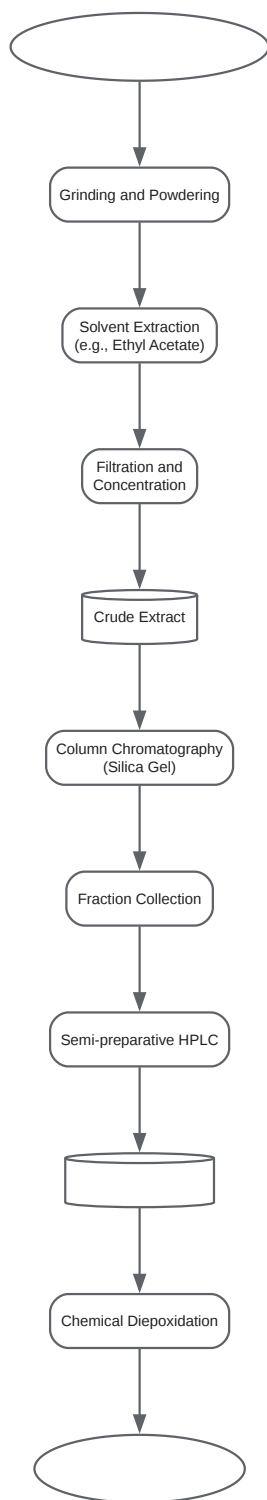 Grinding and Powdering
Solvent Extraction
(e.g., Ethyl Acetate)
Filtration and
Concentration
Crude Extract
Column Chromatography
(Silica Gel)
Fraction Collection
Semi-preparative HPLC
Chemical Diepoxidation